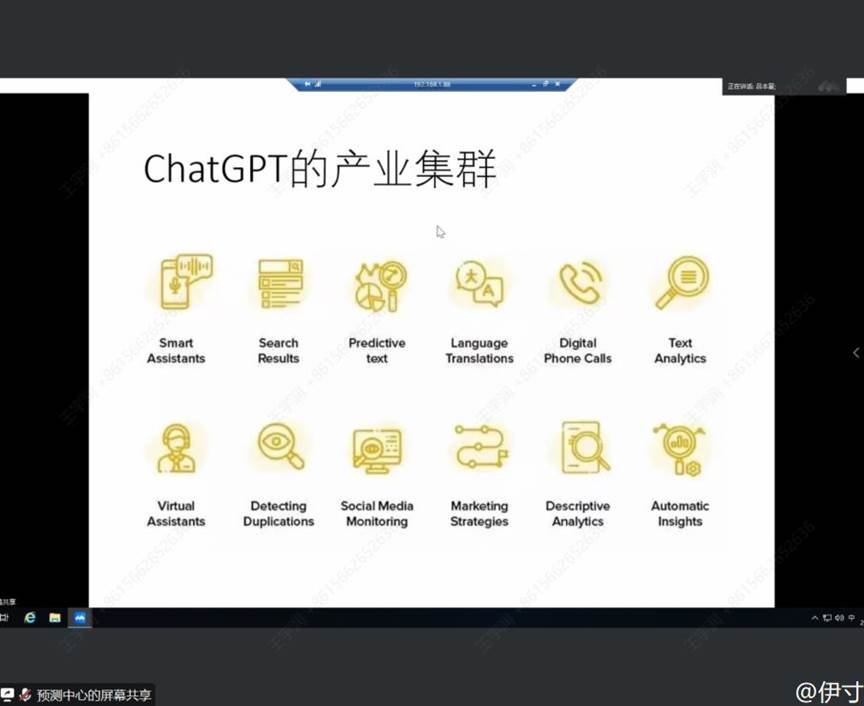 192.168.1.88
正在讲话:
ChatGPT的产业集群
Smart
Assistants
Search
Results
Predictive
text
Language
Translations
Digital
Phone Calls
Text
Analytics
Virtual
Assistants
Detecting
Duplications
Social Media
Monitoring
Marketing
Strategies
Descriptive
Analytics
Automatic
Insights
中
预测中心的屏幕共享
@伊寸